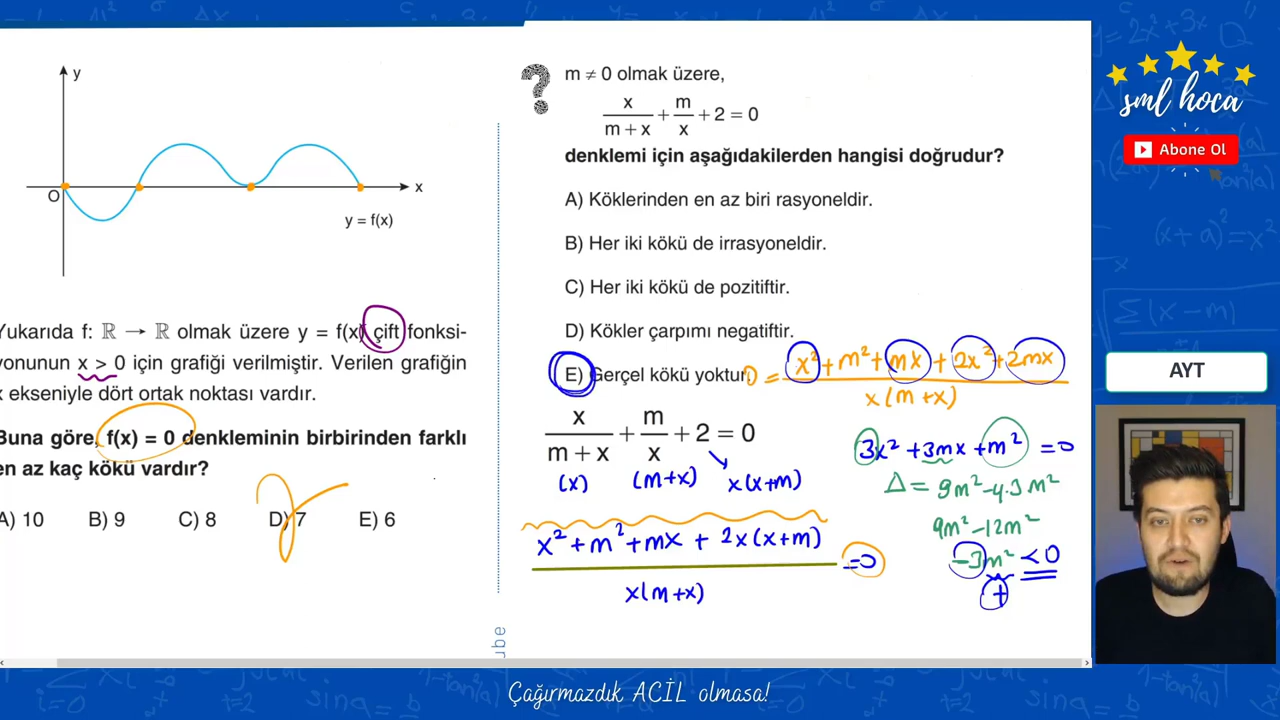 y
O
x
y = f(x)
Yukarıda f: ℝ → ℝ olmak üzere y = f(x) çift fonksi-
yonunun x > 0 için grafiği verilmiştir. Verilen grafiğin
x ekseniyle dört ortak noktası vardır.
Buna göre, f(x) = 0 denkleminin birbirinden farklı
en az kaç kökü vardır?
A) 10 B) 9 C) 8 D) 7 E) 6
7
?
m ≠ 0 olmak üzere,
x/(m + x) + m/x + 2 = 0
denklemi için aşağıdakilerden hangisi doğrudur?
A) Köklerinden en az biri rasyoneldir.
B) Her iki kökü de irrasyoneldir.
C) Her iki kökü de pozitiftir.
D) Kökler çarpımı negatiftir.
E) Gerçel kökü yoktur.
x/(m + x) + m/x + 2 = 0
(x) (m+x) x(x+m)
(x² + m² + mx + 2x(x+m))/(x(m+x)) = 0
0 = (x² + m² + mx + 2x² + 2mx)/(x(m+x))
3x² + 3mx + m² = 0
Δ = 9m² - 4.3m²
9m² - 12m²
-3m² < 0
+
ube
sml hoca
Abone Ol
AYT
Çağırmazdık ACİL olmasa!